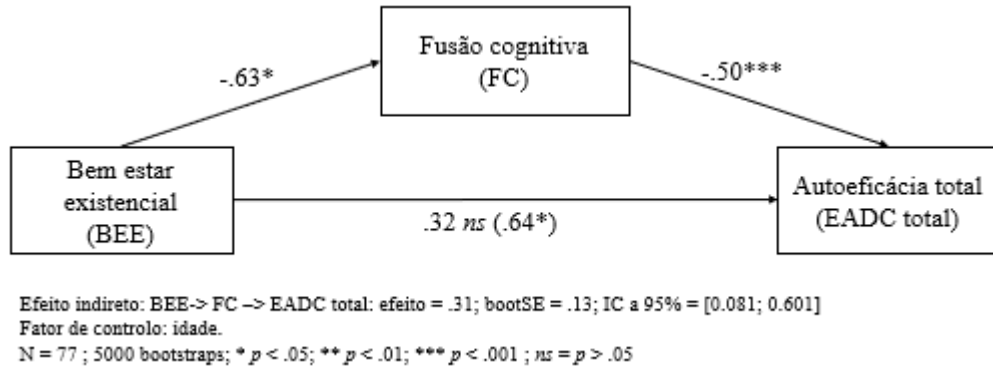 Fusão cognitiva
(FC)
-.63*
-.50***
Bem estar
existencial
(BEE)
Autoeficácia total
(EADC total)
.32 ns (.64*)
Efeito indireto: BEE-> FC –> EADC total: efeito = .31; bootSE = .13; IC a 95% = [0.081; 0.601]
Fator de controlo: idade.
N = 77 ; 5000 bootstraps; * p < .05; ** p < .01; *** p < .001 ; ns = p > .05